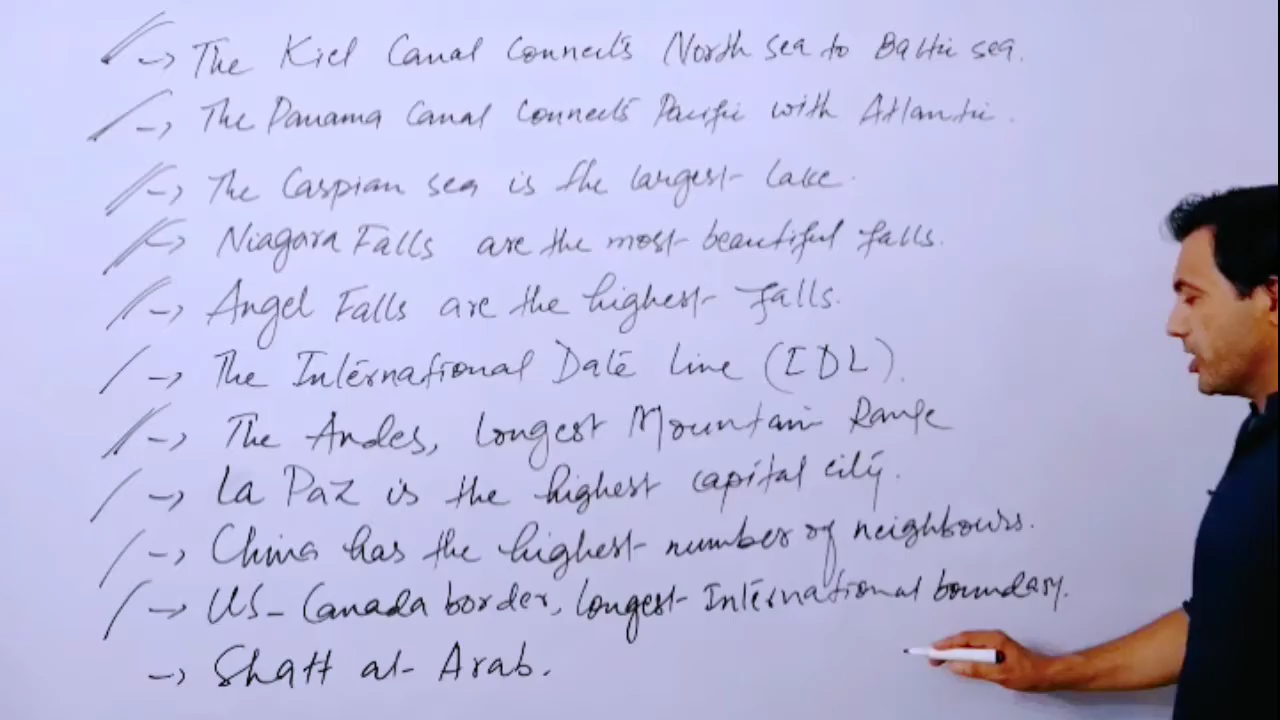 → The Kiel Canal Connects North sea to Baltic sea.
→ The Panama Canal Connects Pacific with Atlantic.
→ The Caspian sea is the largest lake.
→ Niagara Falls are the most beautiful falls.
→ Angel Falls are the highest falls.
→ The International Date Line (IDL).
→ The Andes, longest Mountain Range
→ La Paz is the highest capital city.
→ China has the highest number of neighbours.
→ US-Canada border, longest International boundary.
→ Shatt al-Arab.